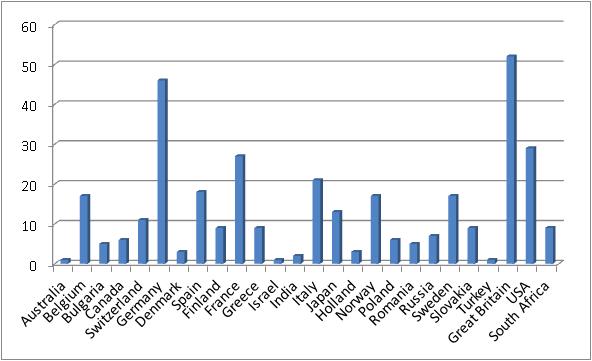 60
50
40
30
20
10
0
Australia
Belgium
Bulgaria
Canada
Switzerland
Germany
Denmark
Spain
Finland
France
Greece
Israel
India
Italy
Japan
Holland
Norway
Poland
Romania
Russia
Sweden
Slovakia
Turkey
Great Britain
USA
South Africa